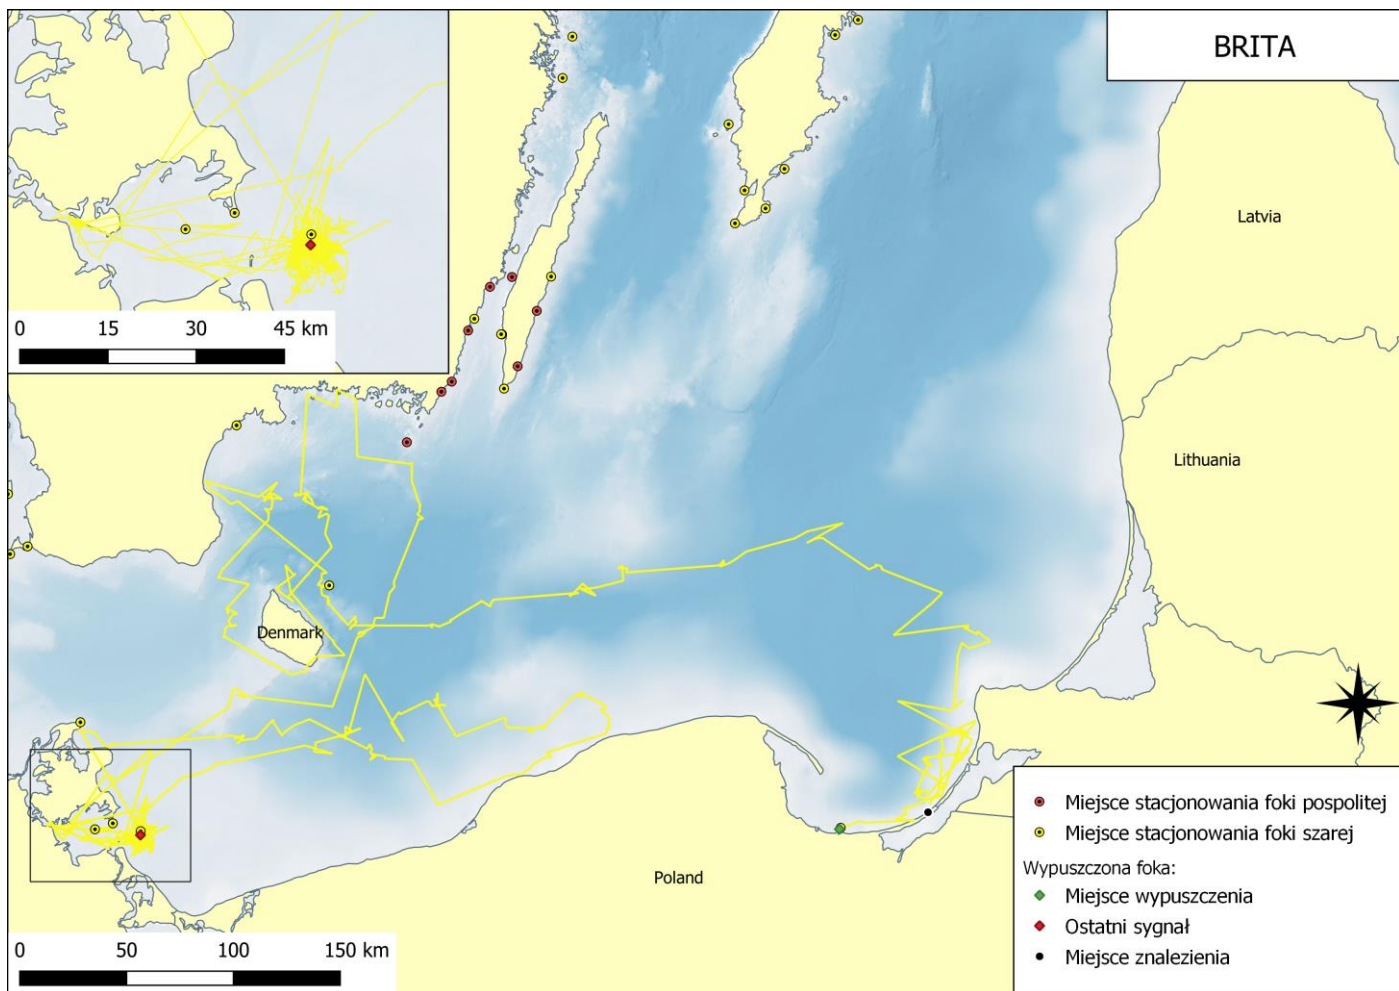 BRITA
0 15 30 45 km
Latvia
Lithuania
Denmark
Poland
Miejsce stacjonowania foki pospolitej
Miejsce stacjonowania foki szarej
Wypuszczona foka:
Miejsce wypuszczenia
Ostatni sygnał
Miejsce znalezienia
0 50 100 150 km